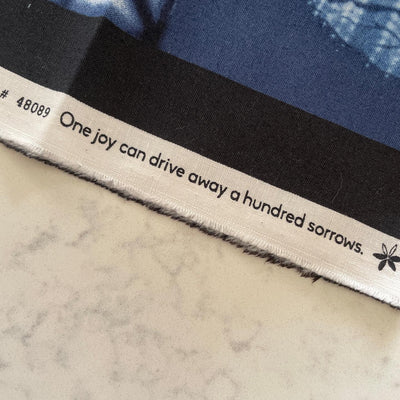 # 48089 One joy can drive away a hundred sorrows.